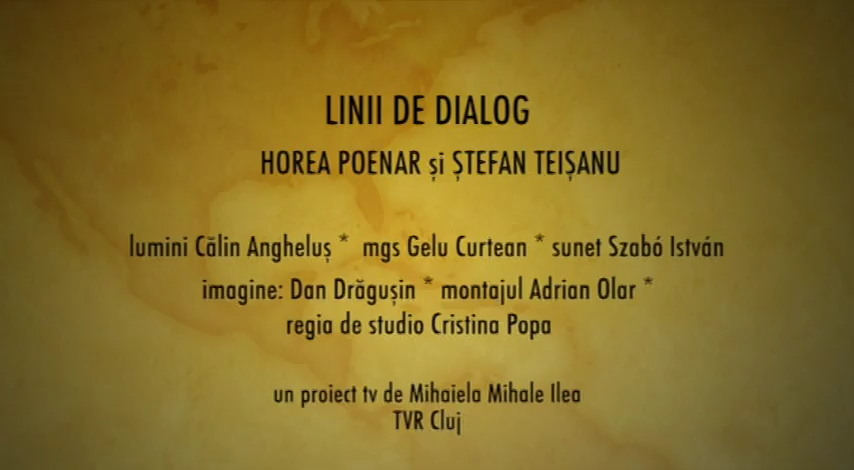 LINII DE DIALOG
HOREA POENAR și ȘTEFAN TEIȘANU
lumini Călin Angheluș * mgs Gelu Curtean * sunet Szabó István
imagine: Dan Drăgușin * montajul Adrian Olar *
regia de studio Cristina Popa
un proiect tv de Mihaiela Mihale Ilea
TVR Cluj